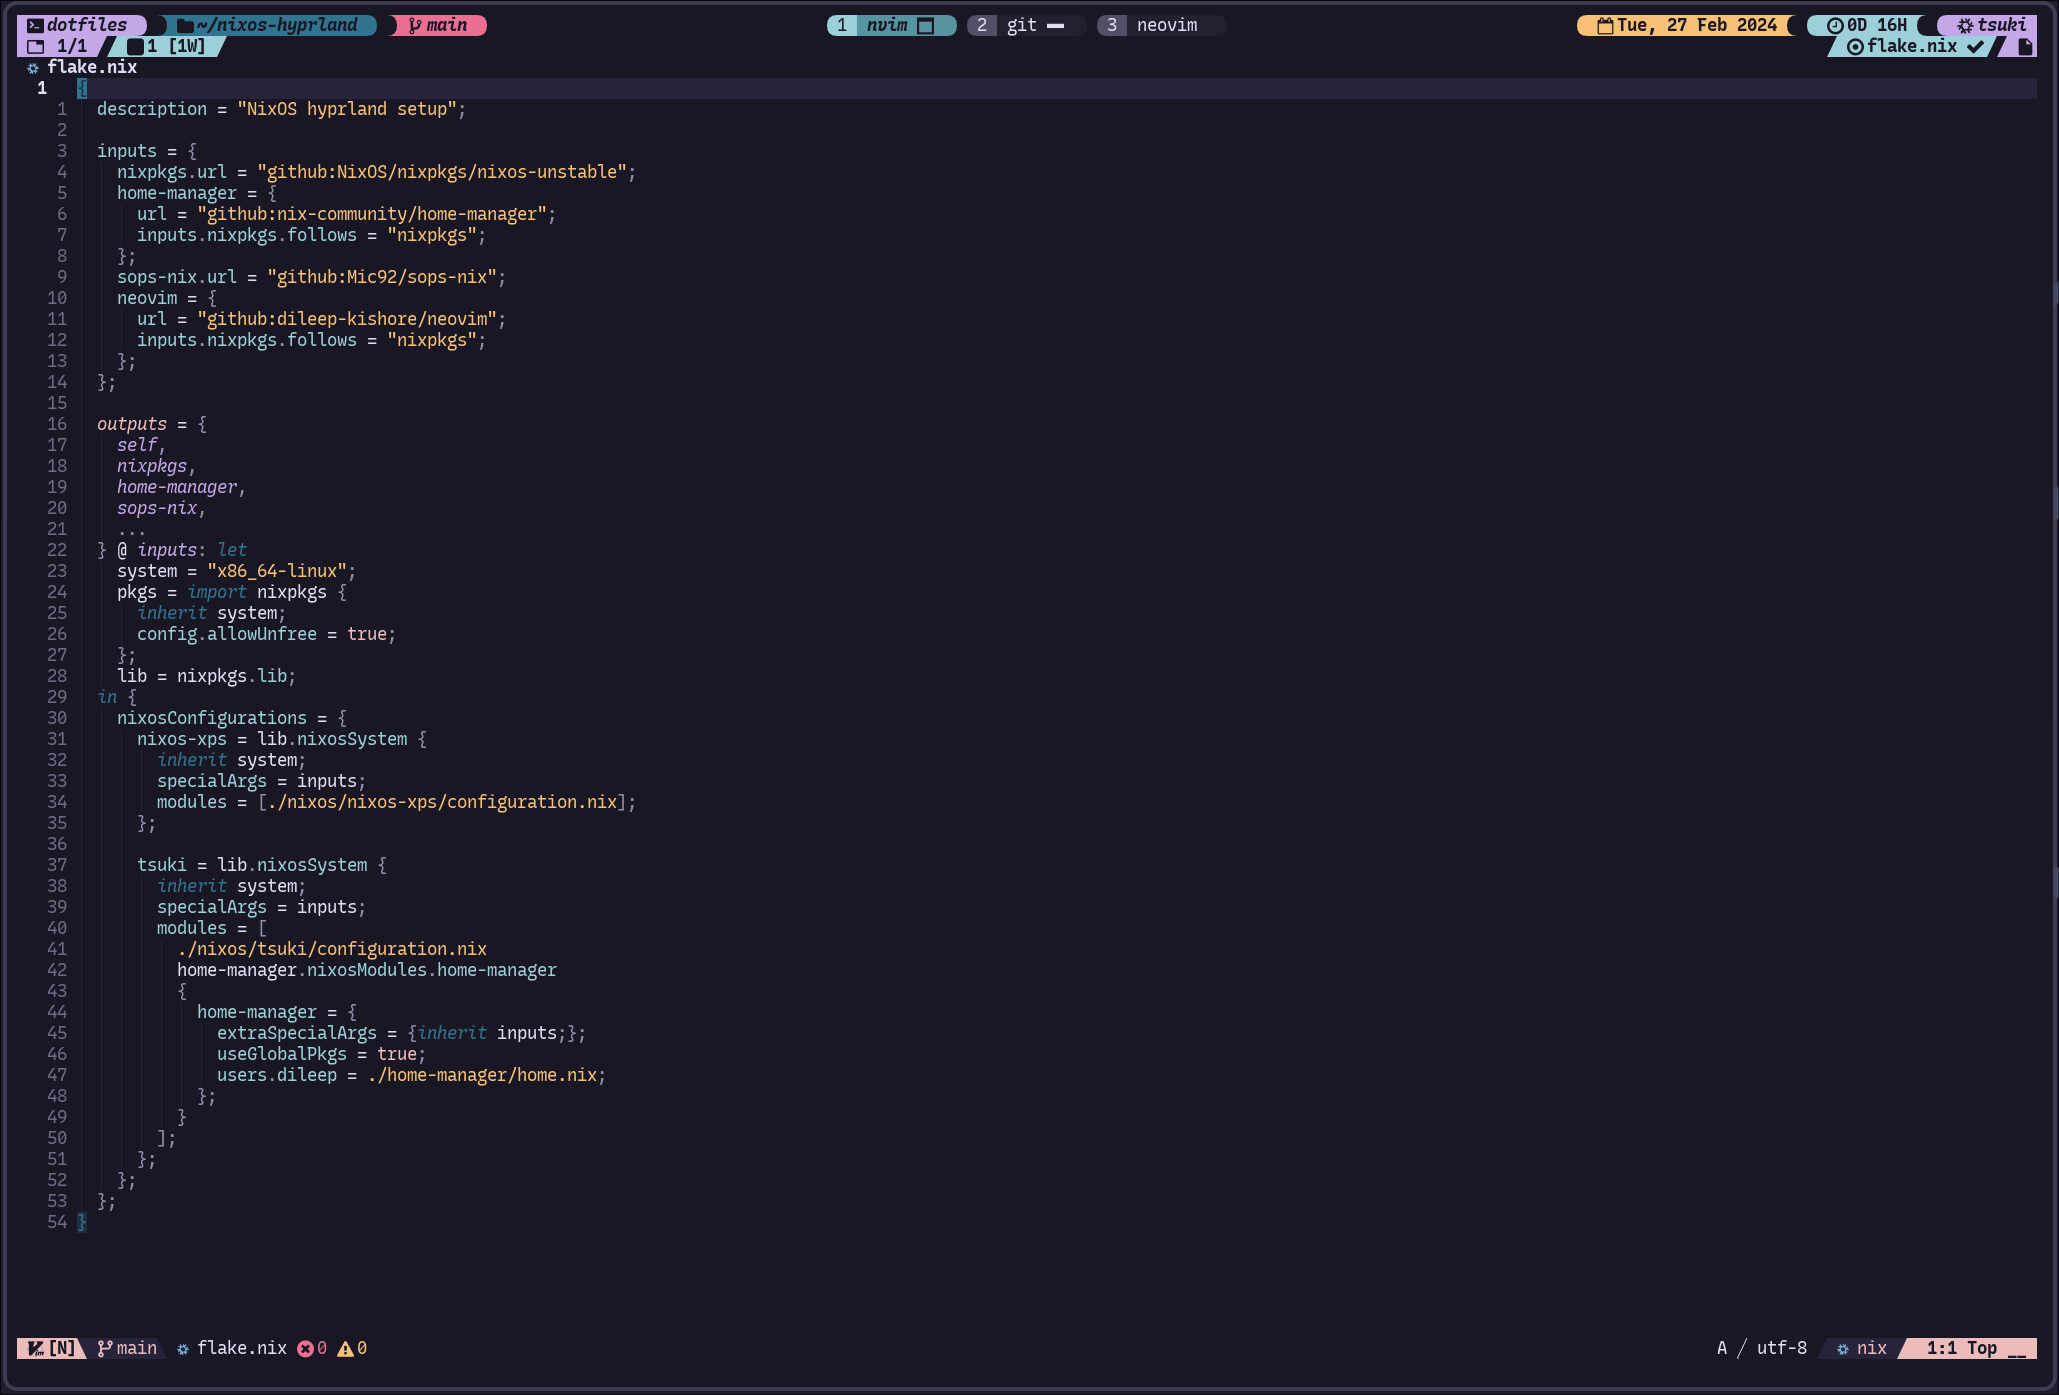 dotfiles ~/nixos-hyprland main 1 nvim 2 git 3 neovim Tue, 27 Feb 2024 0D 16H tsuki
1/1 1 [1W] flake.nix
flake.nix
1 {
1 description = "NixOS hyprland setup";
2
3 inputs = {
4 nixpkgs.url = "github:NixOS/nixpkgs/nixos-unstable";
5 home-manager = {
6 url = "github:nix-community/home-manager";
7 inputs.nixpkgs.follows = "nixpkgs";
8 };
9 sops-nix.url = "github:Mic92/sops-nix";
10 neovim = {
11 url = "github:dileep-kishore/neovim";
12 inputs.nixpkgs.follows = "nixpkgs";
13 };
14 };
15
16 outputs = {
17 self,
18 nixpkgs,
19 home-manager,
20 sops-nix,
21 ...
22 } @ inputs: let
23 system = "x86_64-linux";
24 pkgs = import nixpkgs {
25 inherit system;
26 config.allowUnfree = true;
27 };
28 lib = nixpkgs.lib;
29 in {
30 nixosConfigurations = {
31 nixos-xps = lib.nixosSystem {
32 inherit system;
33 specialArgs = inputs;
34 modules = [./nixos/nixos-xps/configuration.nix];
35 };
36
37 tsuki = lib.nixosSystem {
38 inherit system;
39 specialArgs = inputs;
40 modules = [
41 ./nixos/tsuki/configuration.nix
42 home-manager.nixosModules.home-manager
43 {
44 home-manager = {
45 extraSpecialArgs = {inherit inputs;};
46 useGlobalPkgs = true;
47 users.dileep = ./home-manager/home.nix;
48 };
49 }
50 ];
51 };
52 };
53 };
54 }
[N] main flake.nix 0 0 A / utf-8 nix 1:1 Top __